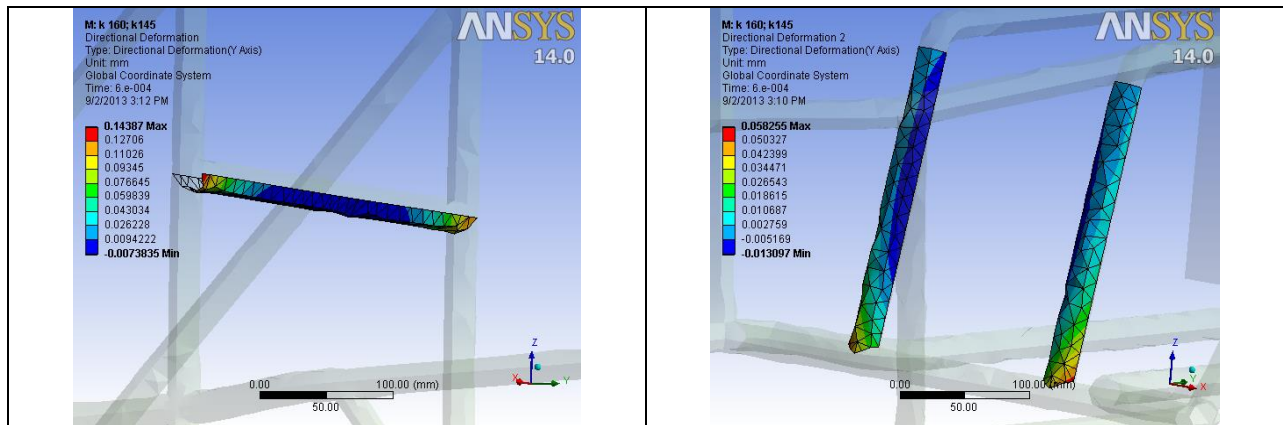 M: k 160; k145
Directional Deformation
Type: Directional Deformation(Y Axis)
Unit: mm
Global Coordinate System
Time: 6.e-004
9/2/2013 3:12 PM
0.14387 Max
0.12706
0.11026
0.09345
0.076645
0.059839
0.043034
0.026228
0.0094222
-0.0073835 Min
ANSYS
14.0
Z
X
Y
0.00
100.00 (mm)
50.00
M: k 160; k145
Directional Deformation 2
Type: Directional Deformation(Y Axis)
Unit: mm
Global Coordinate System
Time: 6.e-004
9/2/2013 3:10 PM
0.058255 Max
0.050327
0.042399
0.034471
0.026543
0.018615
0.010687
0.002759
-0.005169
-0.013097 Min
ANSYS
14.0
Z
Y
X
0.00
100.00 (mm)
50.00